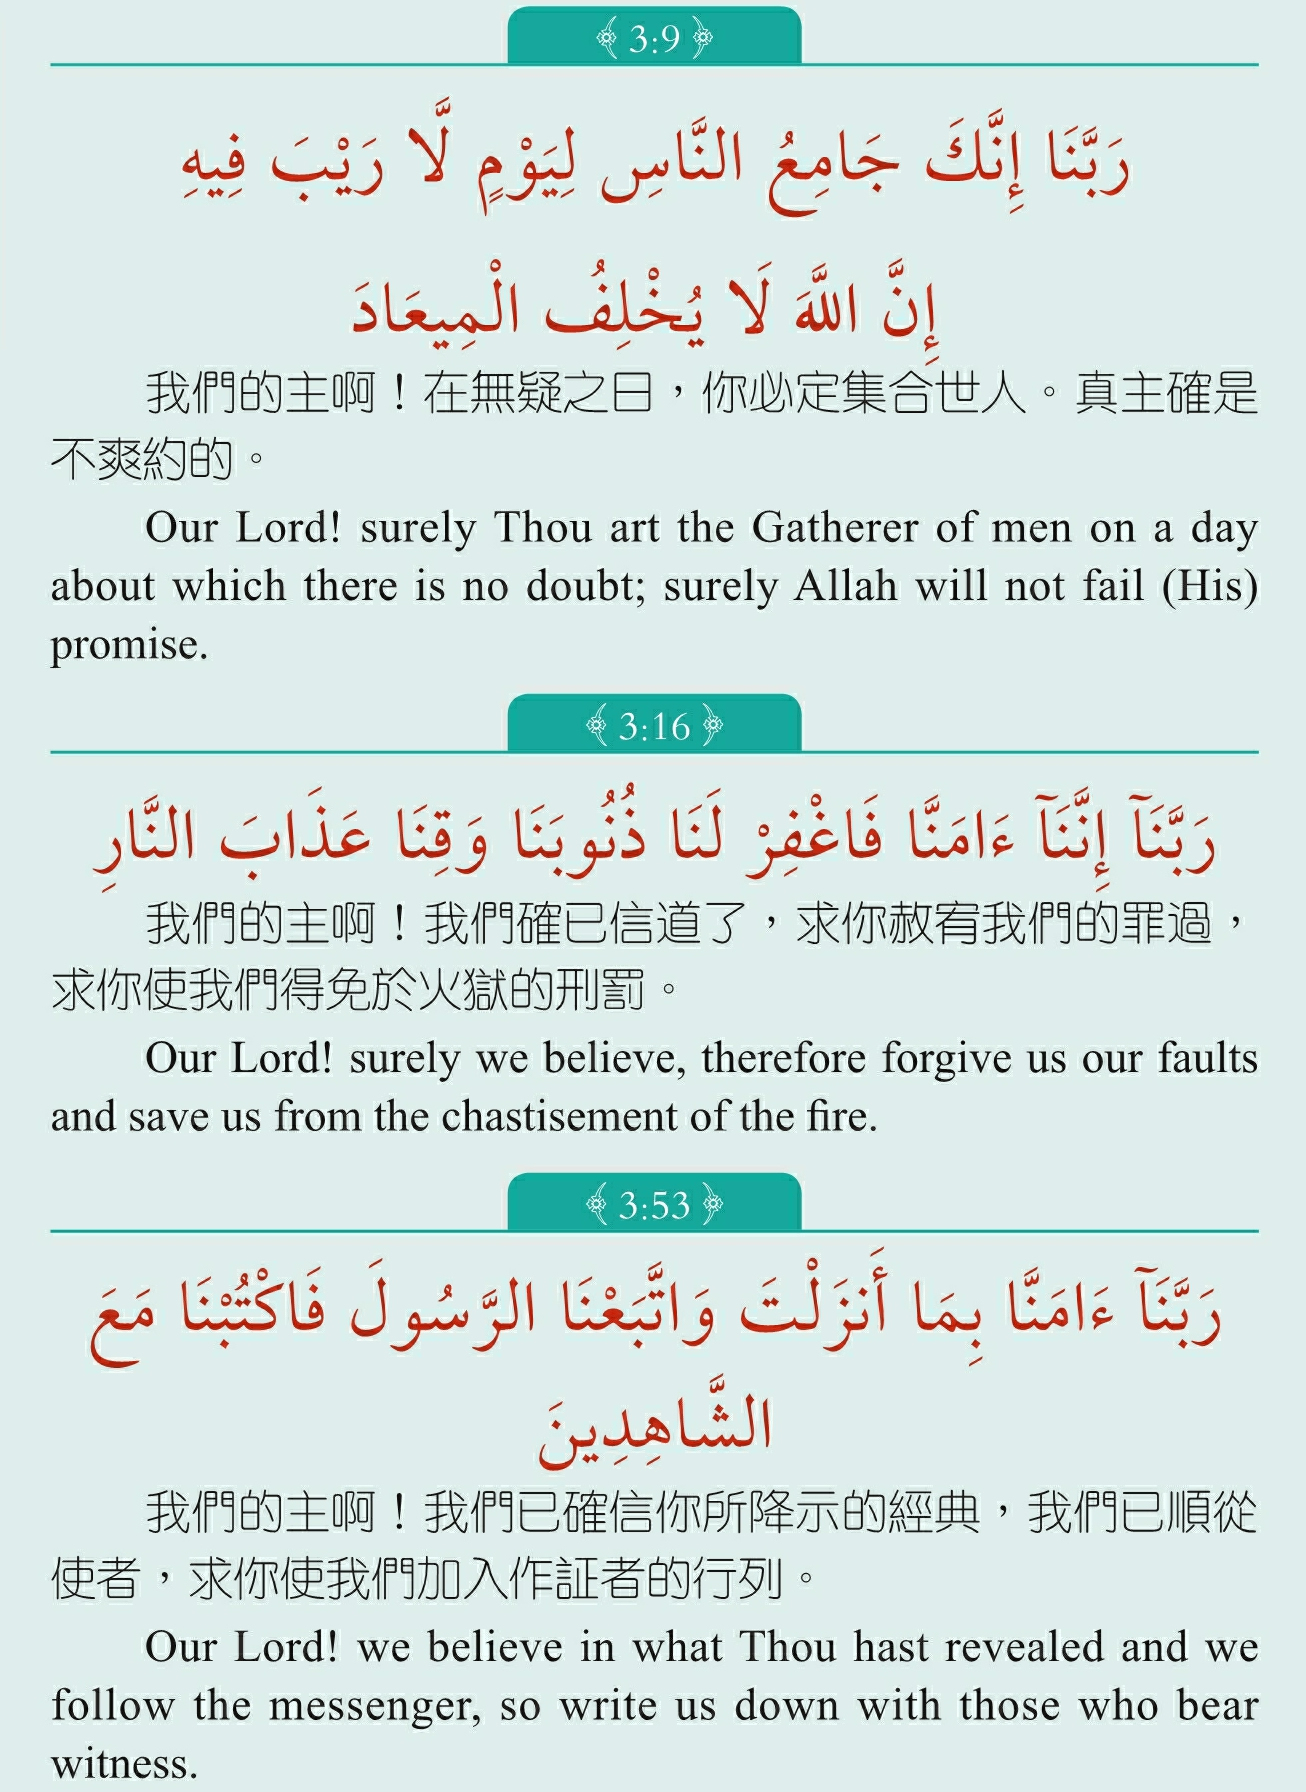 3:9
رَبَّنَا إِنَّكَ جَامِعُ النَّاسِ لِيَوْمٍ لَّا رَيْبَ فِيهِ
إِنَّ اللَّهَ لَا يُخْلِفُ الْمِيعَادَ
我們的主啊！在無疑之日，你必定集合世人。真主確是
不爽約的。
Our Lord! surely Thou art the Gatherer of men on a day
about which there is no doubt; surely Allah will not fail (His)
promise.
3:16
رَبَّنَآ إِنَّنَآ ءَامَنَّا فَاغْفِرْ لَنَا ذُنُوبَنَا وَقِنَا عَذَابَ النَّارِ
我們的主啊！我們確已信道了，求你赦宥我們的罪過，
求你使我們得免於火獄的刑罰。
Our Lord! surely we believe, therefore forgive us our faults
and save us from the chastisement of the fire.
3:53
رَبَّنَآ ءَامَنَّا بِمَا أَنزَلْتَ وَاتَّبَعْنَا الرَّسُولَ فَاكْتُبْنَا مَعَ
الشَّاهِدِينَ
我們的主啊！我們已確信你所降示的經典，我們已順從
使者，求你使我們加入作証者的行列。
Our Lord! we believe in what Thou hast revealed and we
follow the messenger, so write us down with those who bear
witness.